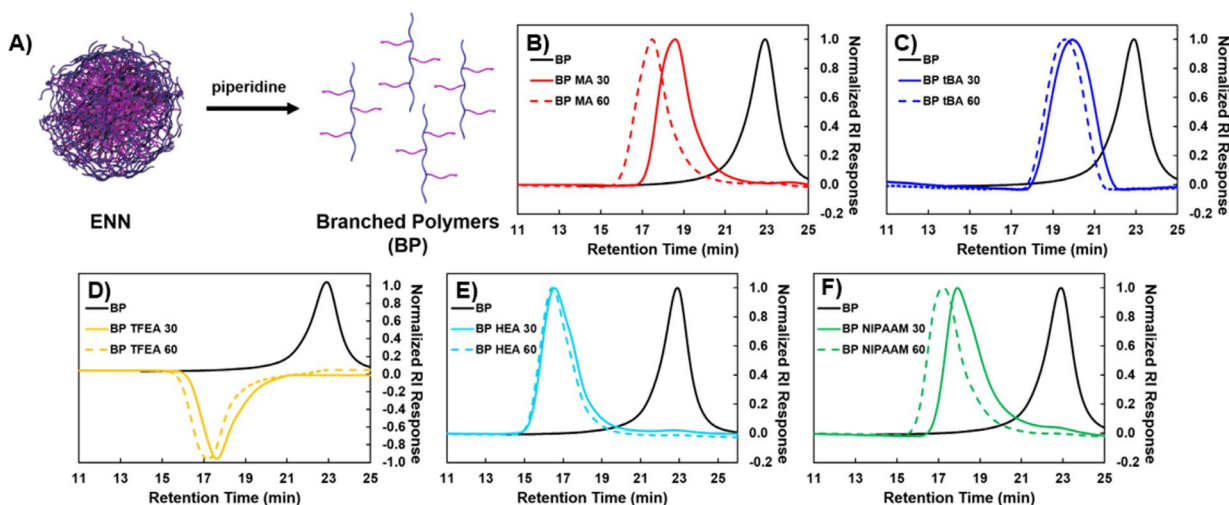 A)
piperidine
ENN
Branched Polymers
(BP)
B)
BP
BP MA 30
BP MA 60
1.0
0.8
0.6
0.4
0.2
0.0
-0.2
Normalized RI Response
11 13 15 17 19 21 23 25
Retention Time (min)
C)
BP
BP tBA 30
BP tBA 60
1.0
0.8
0.6
0.4
0.2
0.0
-0.2
Normalized RI Response
11 13 15 17 19 21 23 25
Retention Time (min)
D)
BP
BP TFEA 30
BP TFEA 60
1.0
0.8
0.6
0.4
0.2
0.0
-0.2
-0.4
-0.6
-0.8
-1.0
Normalized RI Response
11 13 15 17 19 21 23 25
Retention Time (min)
E)
BP
BP HEA 30
BP HEA 60
1.0
0.8
0.6
0.4
0.2
0.0
-0.2
Normalized RI Response
11 13 15 17 19 21 23 25
Retention Time (min)
F)
BP
BP NIPAAM 30
BP NIPAAM 60
1.0
0.8
0.6
0.4
0.2
0.0
-0.2
Normalized RI Response
11 13 15 17 19 21 23 25
Retention Time (min)